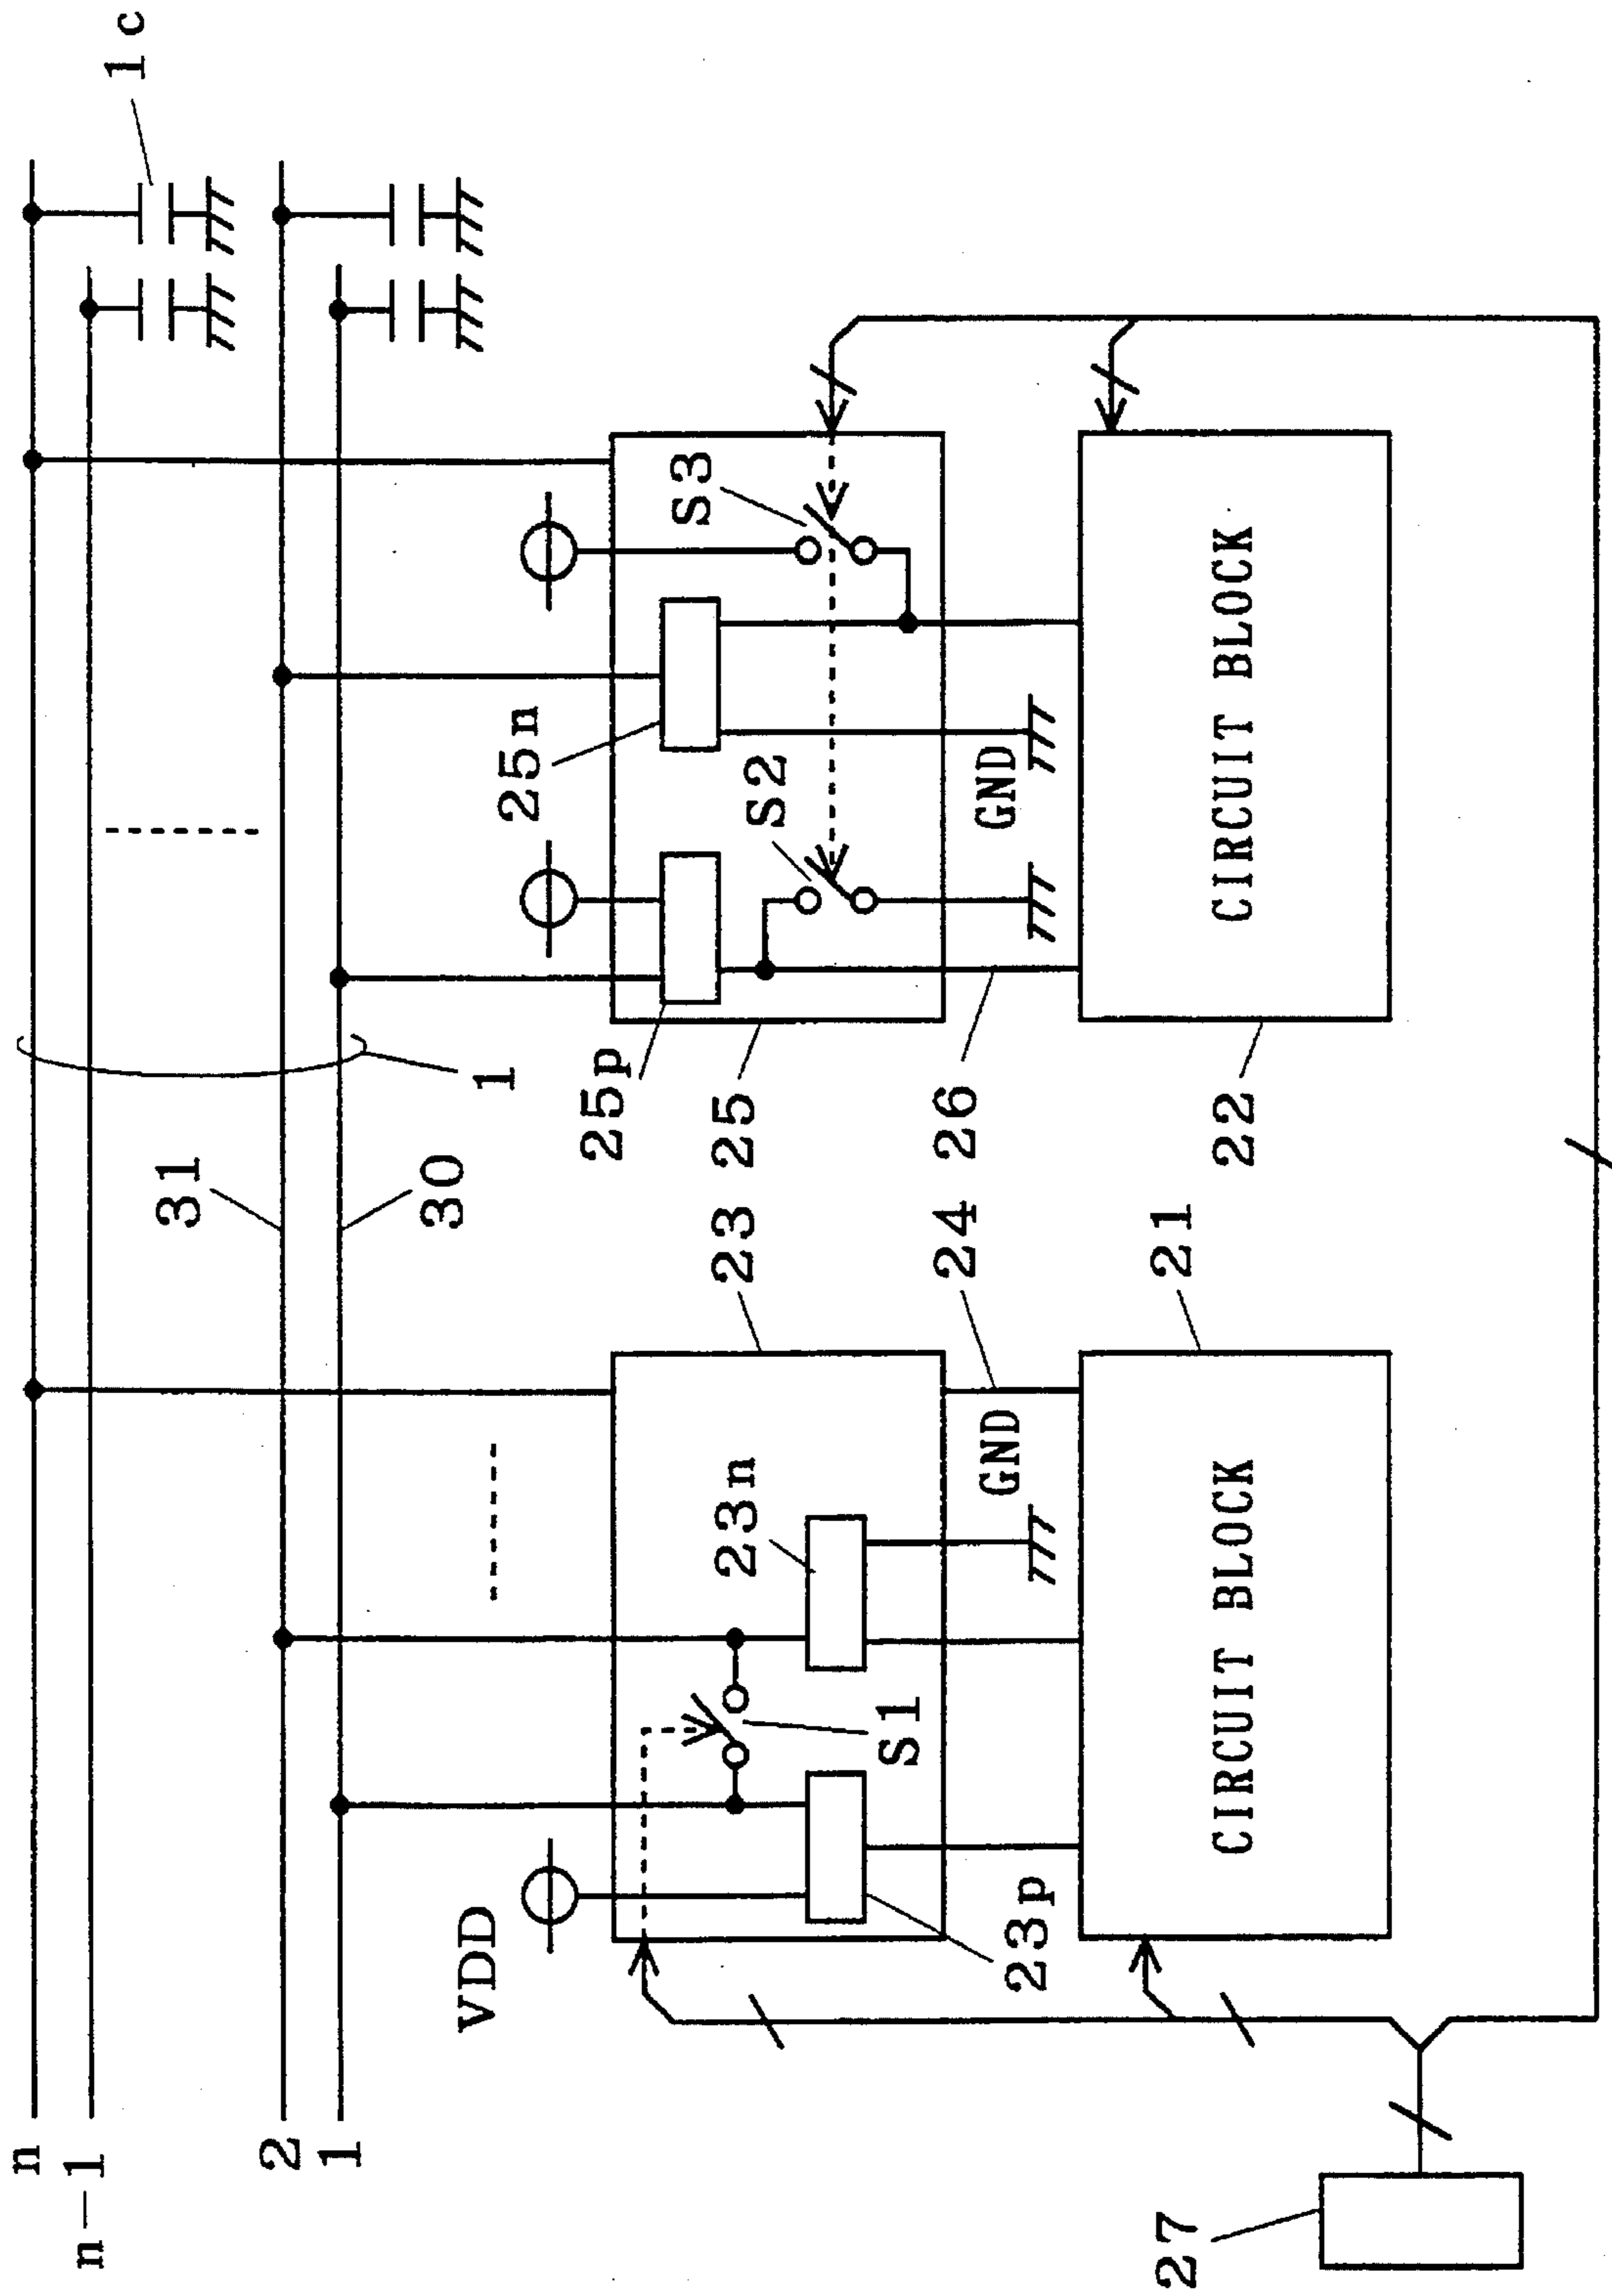 n
n-1
2
1
31
30
1
1c
VDD
23
23n
S1
23p
GND
24
CIRCUIT BLOCK
21
25p
25n
25
S2
S3
GND
26
CIRCUIT BLOCK
22
27